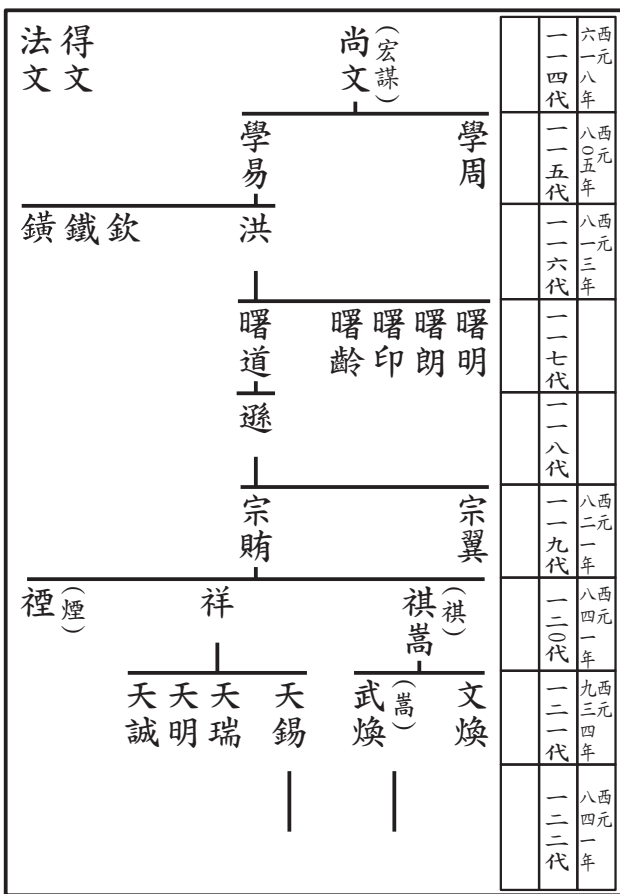 西元六一八年
一一四代
(宏謀)
尚文
得文
法文
西元八〇五年
一一五代
學周
學易
西元八一三年
一一六代
洪
欽
鐵
鐄
一一七代
曙明
曙朗
曙印
曙齡
曙道
一一八代
遜
西元八二一年
一一九代
宗翼
宗賄
西元八四一年
一二〇代
(祺)
祺嵩
祥
(煙)
禋
西元九三四年
一二一代
文煥
(嵩)
武煥
天錫
天瑞
天明
天誠
西元八四一年
一二二代